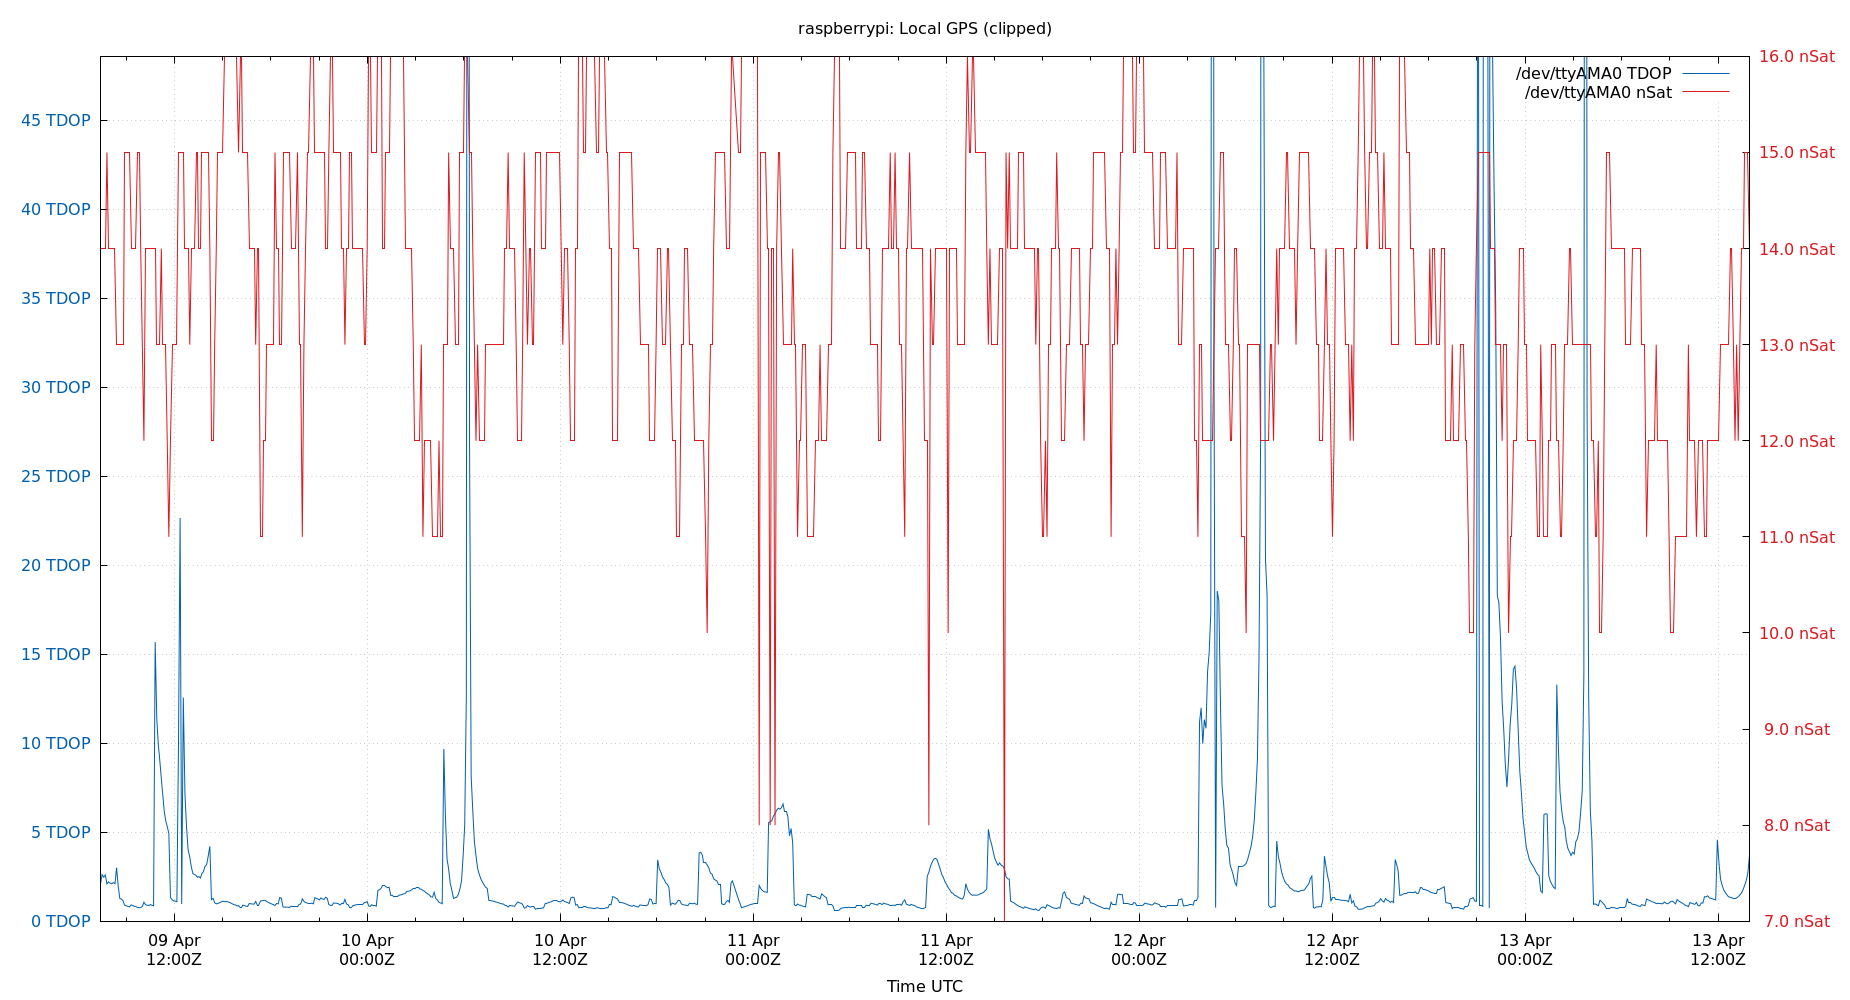 raspberrypi: Local GPS (clipped)
/dev/ttyAMA0 TDOP
/dev/ttyAMA0 nSat
45 TDOP
40 TDOP
35 TDOP
30 TDOP
25 TDOP
20 TDOP
15 TDOP
10 TDOP
5 TDOP
0 TDOP
16.0 nSat
15.0 nSat
14.0 nSat
13.0 nSat
12.0 nSat
11.0 nSat
10.0 nSat
9.0 nSat
8.0 nSat
7.0 nSat
09 Apr 10 Apr 10 Apr 11 Apr 11 Apr 12 Apr 12 Apr 13 Apr 13 Apr
12:00Z 00:00Z 12:00Z 00:00Z 12:00Z 00:00Z 12:00Z 00:00Z 12:00Z
Time UTC